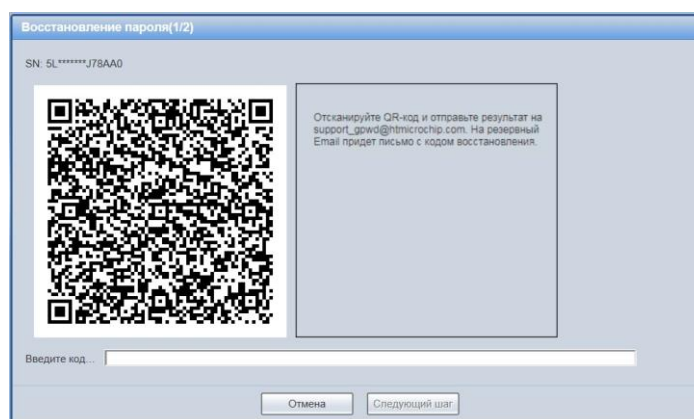 Восстановление пароля(1/2)
SN: 5L*******J78AA0
Отсканируйте QR-код и отправьте результат на
support_gpwd@htmicrochip.com. На резервный
Email придет письмо с кодом восстановления.
Введите код...
Отмена
Следующий шаг